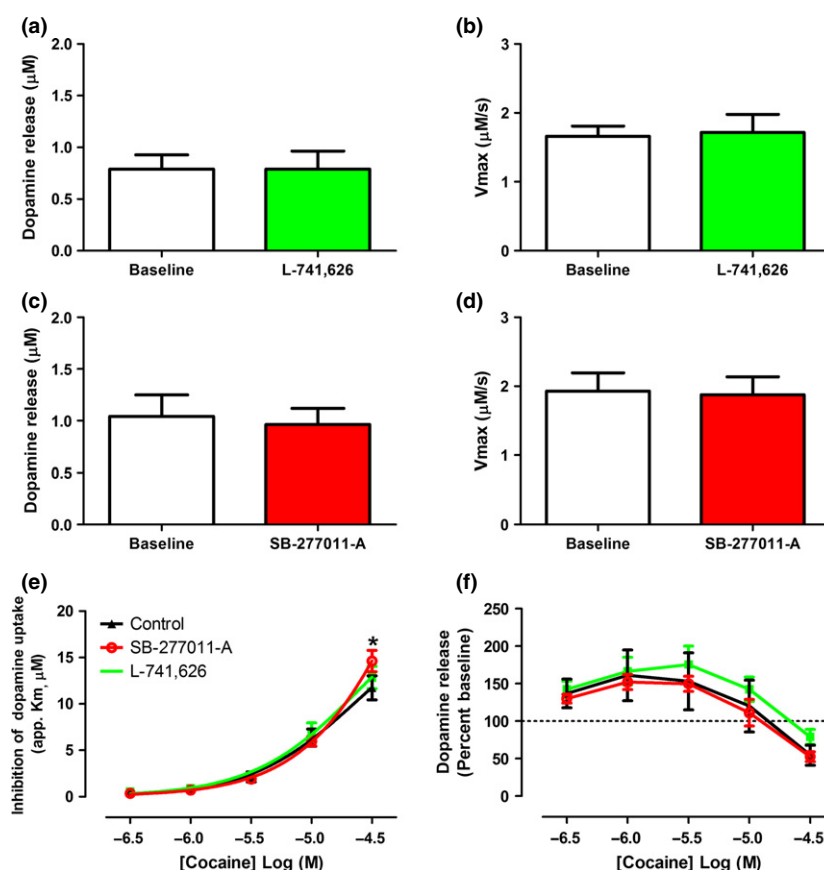 (a)
Dopamine release (μM)
2.0
1.5
1.0
0.5
0.0
Baseline
L-741,626
(b)
Vmax (μM/s)
3
2
1
0
Baseline
L-741,626
(c)
Dopamine release (μM)
2.0
1.5
1.0
0.5
0.0
Baseline
SB-277011-A
(d)
Vmax (μM/s)
3
2
1
0
Baseline
SB-277011-A
(e)
Inhibition of dopamine uptake
(app. Km, μM)
20
15
10
5
0
Control
SB-277011-A
L-741,626
*
−6.5 −6.0 −5.5 −5.0 −4.5
[Cocaine] Log (M)
(f)
Dopamine release
(Percent baseline)
250
200
150
100
50
0
−6.5 −6.0 −5.5 −5.0 −4.5
[Cocaine] Log (M)